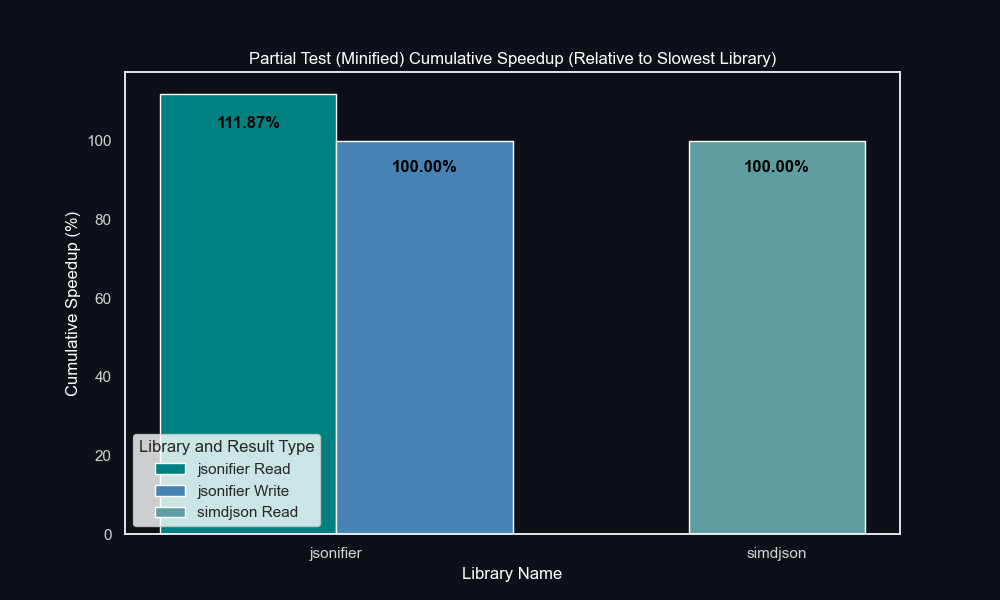 Partial Test (Minified) Cumulative Speedup (Relative to Slowest Library)
111.87%
100.00%
100.00%
Cumulative Speedup (%)
100
80
60
40
20
0
Library and Result Type
jsonifier Read
jsonifier Write
simdjson Read
jsonifier
simdjson
Library Name